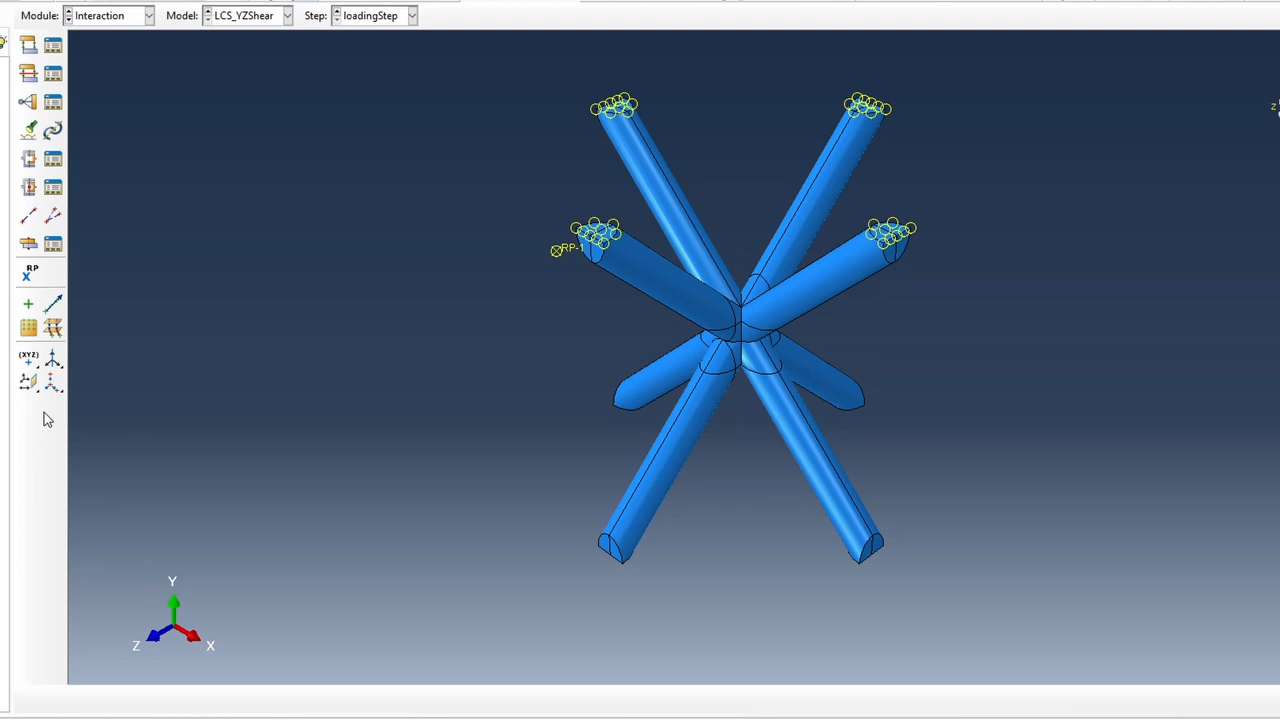 Module: Interaction Model: LCS_YZShear Step: loadingStep
Z
RP-1
RP
(XYZ)
Y
Z X